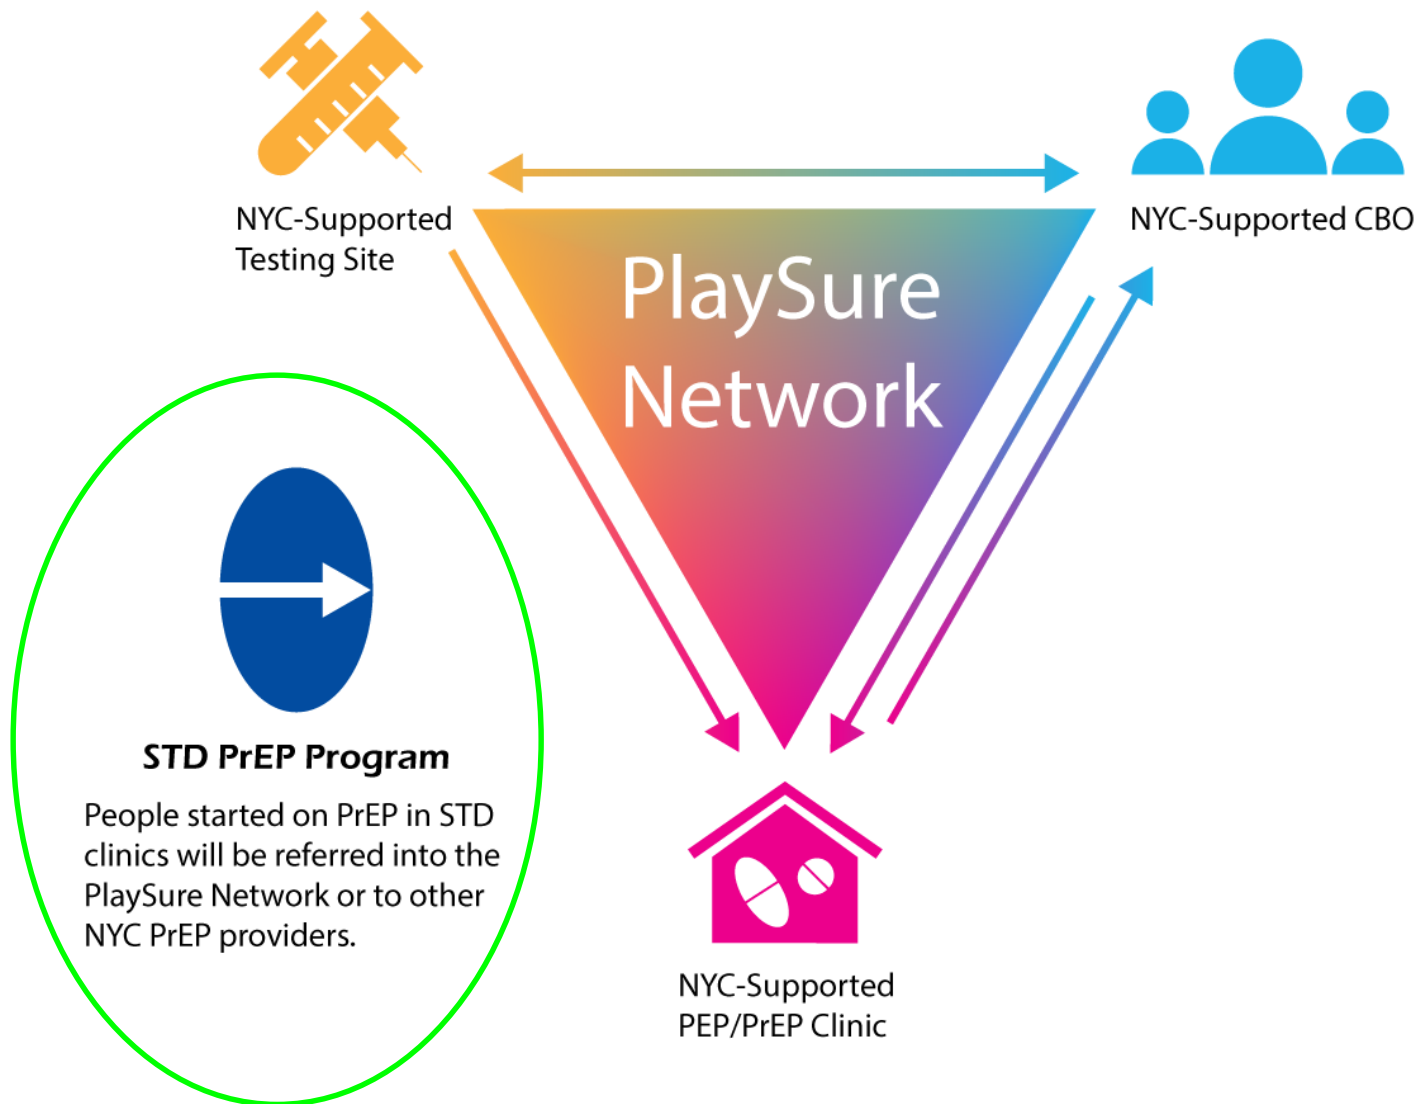 NYC-Supported
Testing Site
NYC-Supported CBO
PlaySure
Network
STD PrEP Program
People started on PrEP in STD
clinics will be referred into the
PlaySure Network or to other
NYC PrEP providers.
NYC-Supported
PEP/PrEP Clinic